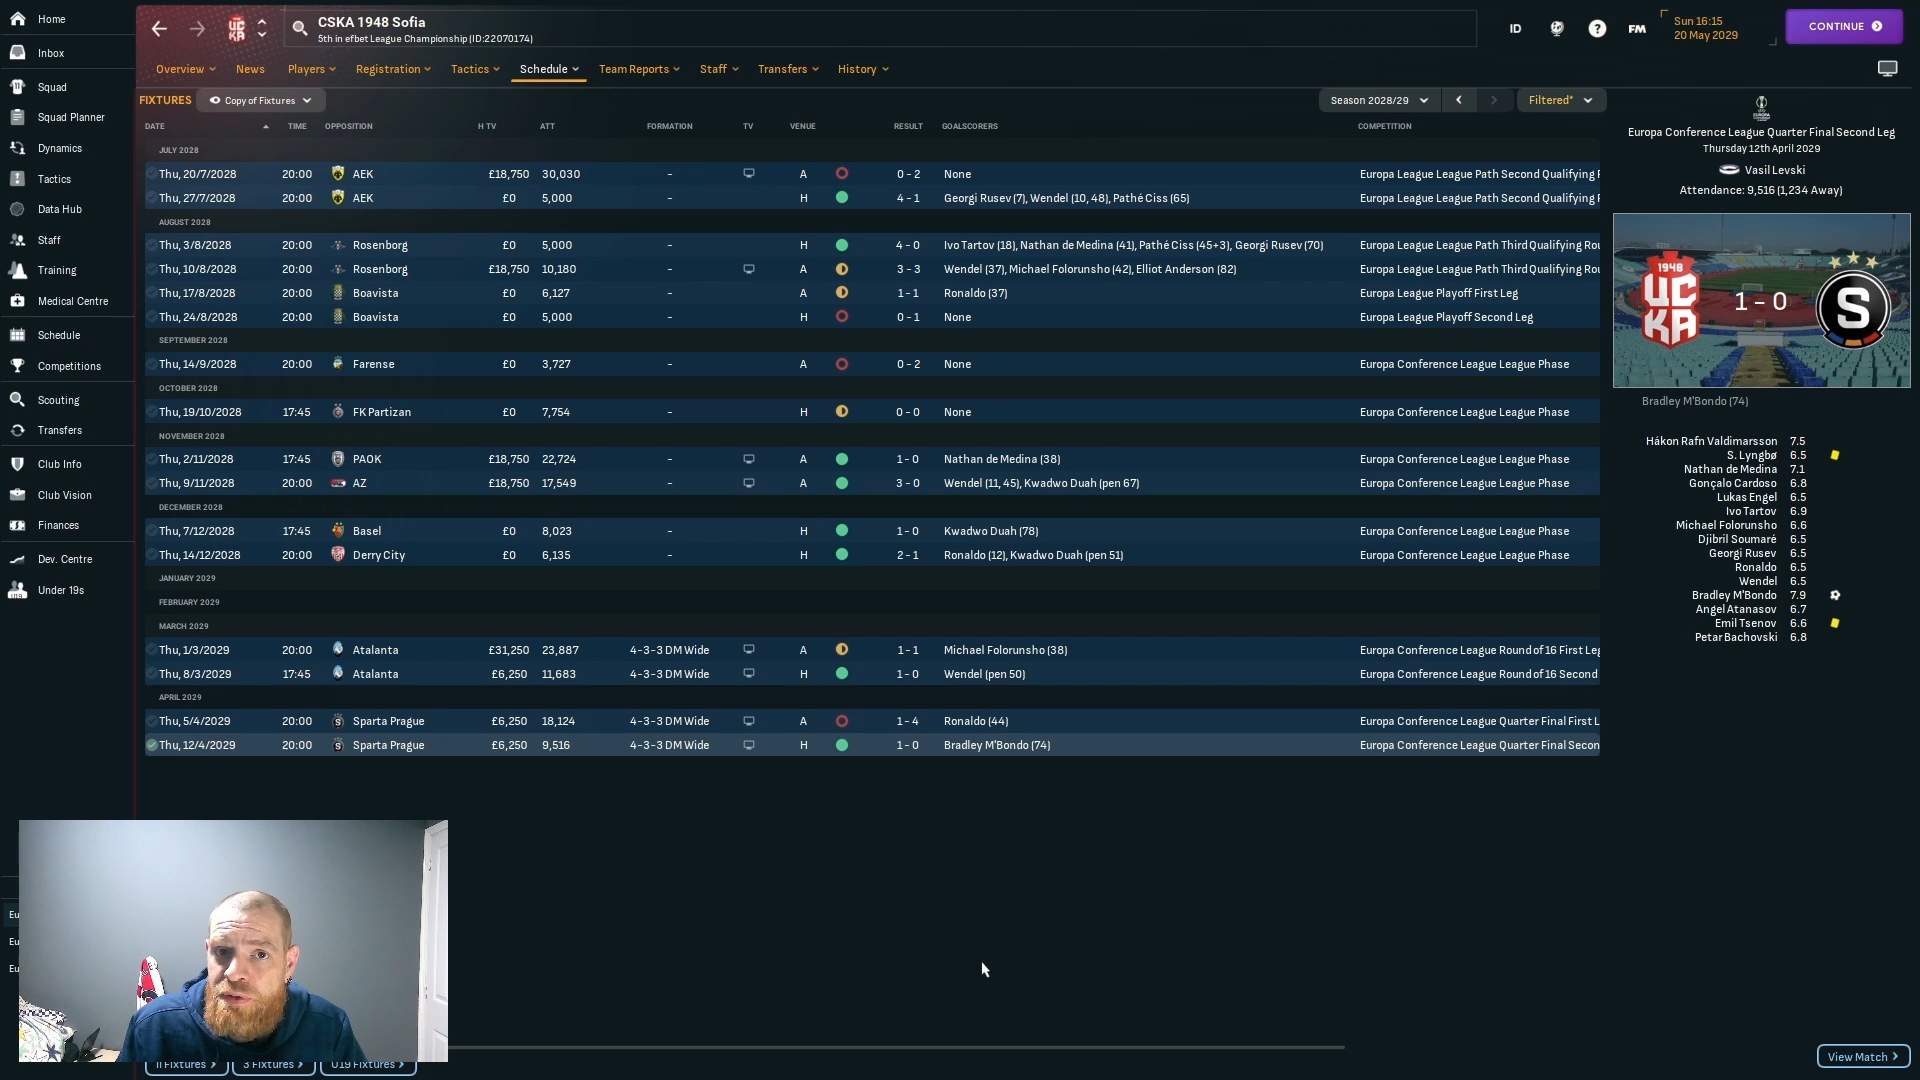 Home
Inbox
Squad
Squad Planner
Dynamics
Tactics
Data Hub
Staff
Training
Medical Centre
Schedule
Competitions
Scouting
Transfers
Club Info
Club Vision
Finances
Dev. Centre
Under 19s
Eu
Eu
Eu
CSKA 1948 Sofia
5th in efbet League Championship (ID:22070174)
ID
FM
Sun 16:15
20 May 2029
CONTINUE
Overview News Players Registration Tactics Schedule Team Reports Staff Transfers History
FIXTURES Copy of Fixtures Season 2028/29 Filtered*
DATE TIME OPPOSITION H TV ATT FORMATION TV VENUE RESULT GOALSCORERS COMPETITION
JULY 2028
Thu, 20/7/2028 20:00 AEK £18,750 30,030 - A 0 - 2 None Europa League League Path Second Qualifying
Thu, 27/7/2028 20:00 AEK £0 5,000 - H 4 - 1 Georgi Rusev (7), Wendel (10, 48), Pathé Ciss (65) Europa League League Path Second Qualifying
AUGUST 2028
Thu, 3/8/2028 20:00 Rosenborg £0 5,000 - H 4 - 0 Ivo Tartov (18), Nathan de Medina (41), Pathé Ciss (45+3), Georgi Rusev (70) Europa League League Path Third Qualifying Rou
Thu, 10/8/2028 20:00 Rosenborg £18,750 10,180 - A 3 - 3 Wendel (37), Michael Folorunsho (42), Elliot Anderson (82) Europa League League Path Third Qualifying Rou
Thu, 17/8/2028 20:00 Boavista £0 6,127 - A 1 - 1 Ronaldo (37) Europa League Playoff First Leg
Thu, 24/8/2028 20:00 Boavista £0 5,000 - H 0 - 1 None Europa League Playoff Second Leg
SEPTEMBER 2028
Thu, 14/9/2028 20:00 Farense £0 3,727 - A 0 - 2 None Europa Conference League League Phase
OCTOBER 2028
Thu, 19/10/2028 17:45 FK Partizan £0 7,754 - H 0 - 0 None Europa Conference League League Phase
NOVEMBER 2028
Thu, 2/11/2028 17:45 PAOK £18,750 22,724 - A 1 - 0 Nathan de Medina (38) Europa Conference League League Phase
Thu, 9/11/2028 20:00 AZ £18,750 17,549 - A 3 - 0 Wendel (11, 45), Kwadwo Duah (pen 67) Europa Conference League League Phase
DECEMBER 2028
Thu, 7/12/2028 17:45 Basel £0 8,023 - H 1 - 0 Kwadwo Duah (78) Europa Conference League League Phase
Thu, 14/12/2028 20:00 Derry City £0 6,135 - H 2 - 1 Ronaldo (12), Kwadwo Duah (pen 51) Europa Conference League League Phase
JANUARY 2029
FEBRUARY 2029
MARCH 2029
Thu, 1/3/2029 20:00 Atalanta £31,250 23,887 4-3-3 DM Wide A 1 - 1 Michael Folorunsho (38) Europa Conference League Round of 16 First Leg
Thu, 8/3/2029 17:45 Atalanta £6,250 11,683 4-3-3 DM Wide H 1 - 0 Wendel (pen 50) Europa Conference League Round of 16 Second
APRIL 2029
Thu, 5/4/2029 20:00 Sparta Prague £6,250 18,124 4-3-3 DM Wide A 1 - 4 Ronaldo (44) Europa Conference League Quarter Final First L
Thu, 12/4/2029 20:00 Sparta Prague £6,250 9,516 4-3-3 DM Wide H 1 - 0 Bradley M'Bondo (74) Europa Conference League Quarter Final Secon
Europa Conference League Quarter Final Second Leg
Thursday 12th April 2029
Vasil Levski
Attendance: 9,516 (1,234 Away)
1948
ЦС
КА
1 - 0
S
Bradley M'Bondo (74)
Hákon Rafn Valdimarsson 7.5
S. Lyngbø 6.5
Nathan de Medina 7.1
Gonçalo Cardoso 6.8
Lukas Engel 6.5
Ivo Tartov 6.9
Michael Folorunsho 6.6
Djibril Soumaré 6.5
Georgi Rusev 6.5
Ronaldo 6.5
Wendel 6.5
Bradley M'Bondo 7.9
Angel Atanasov 6.7
Emil Tsenov 6.6
Petar Bachovski 6.8
11 Fixtures 3 Fixtures U19 Fixtures
View Match